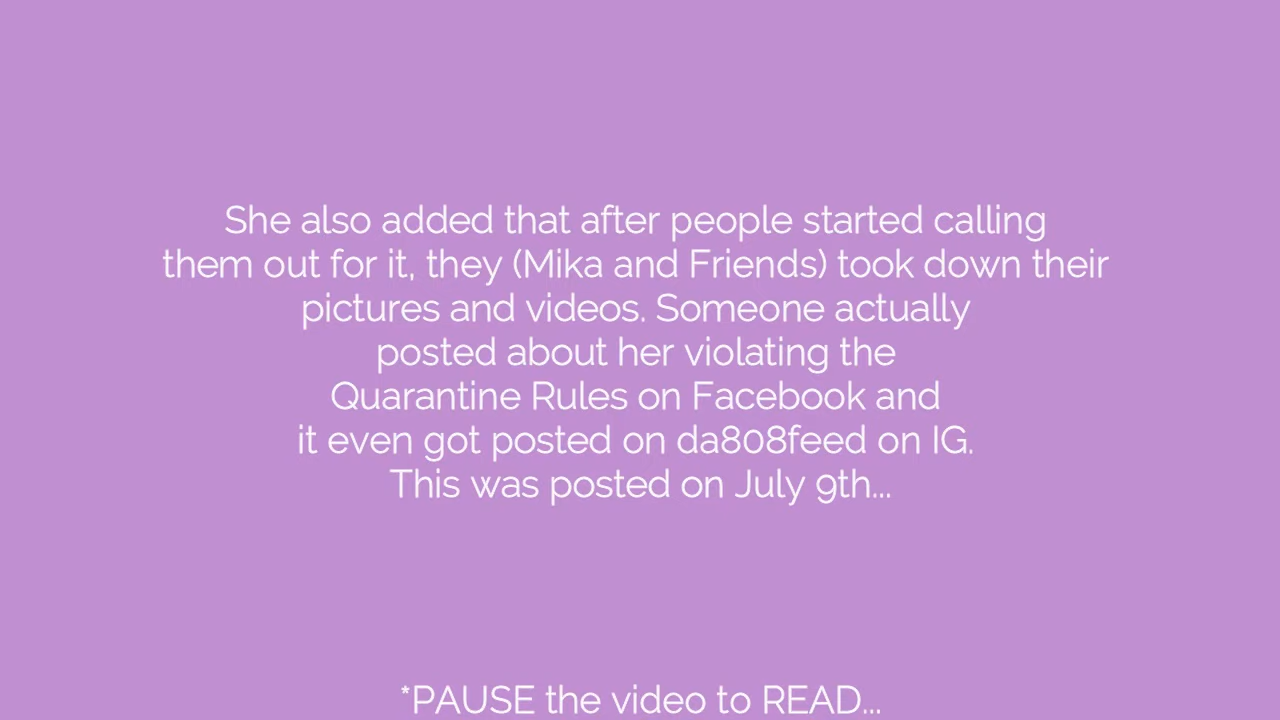 She also added that after people started calling
them out for it, they (Mika and Friends) took down their
pictures and videos. Someone actually
posted about her violating the
Quarantine Rules on Facebook and
it even got posted on da808feed on IG.
This was posted on July 9th...
*PAUSE the video to READ...